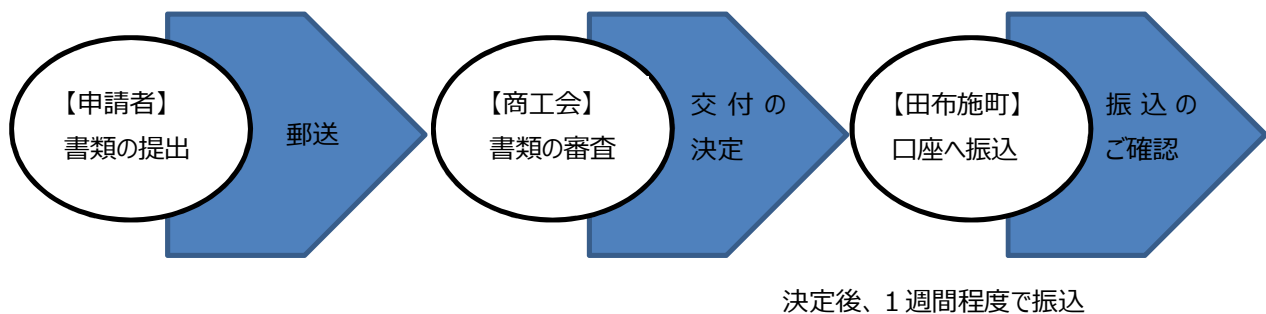 【申請者】
書類の提出
郵送
【商工会】
書類の審査
交付の
決定
【田布施町】
口座へ振込
振込の
ご確認
決定後、1週間程度で振込